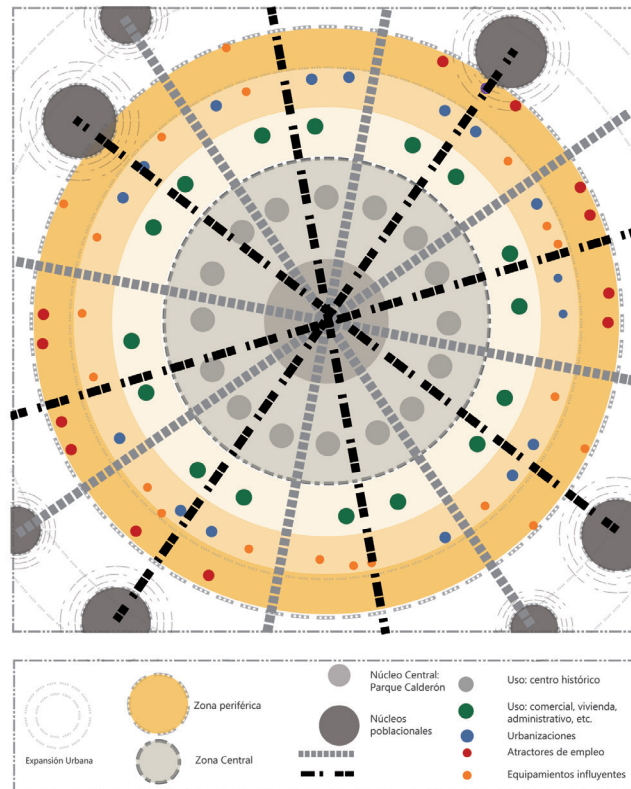 Expansión Urbana
Zona periférica
Zona Central
Núcleo Central:
Parque Calderón
Núcleos
poblacionales
Uso: centro histórico
Uso: comercial, vivienda,
administrativo, etc.
Urbanizaciones
Atractores de empleo
Equipamientos influyentes